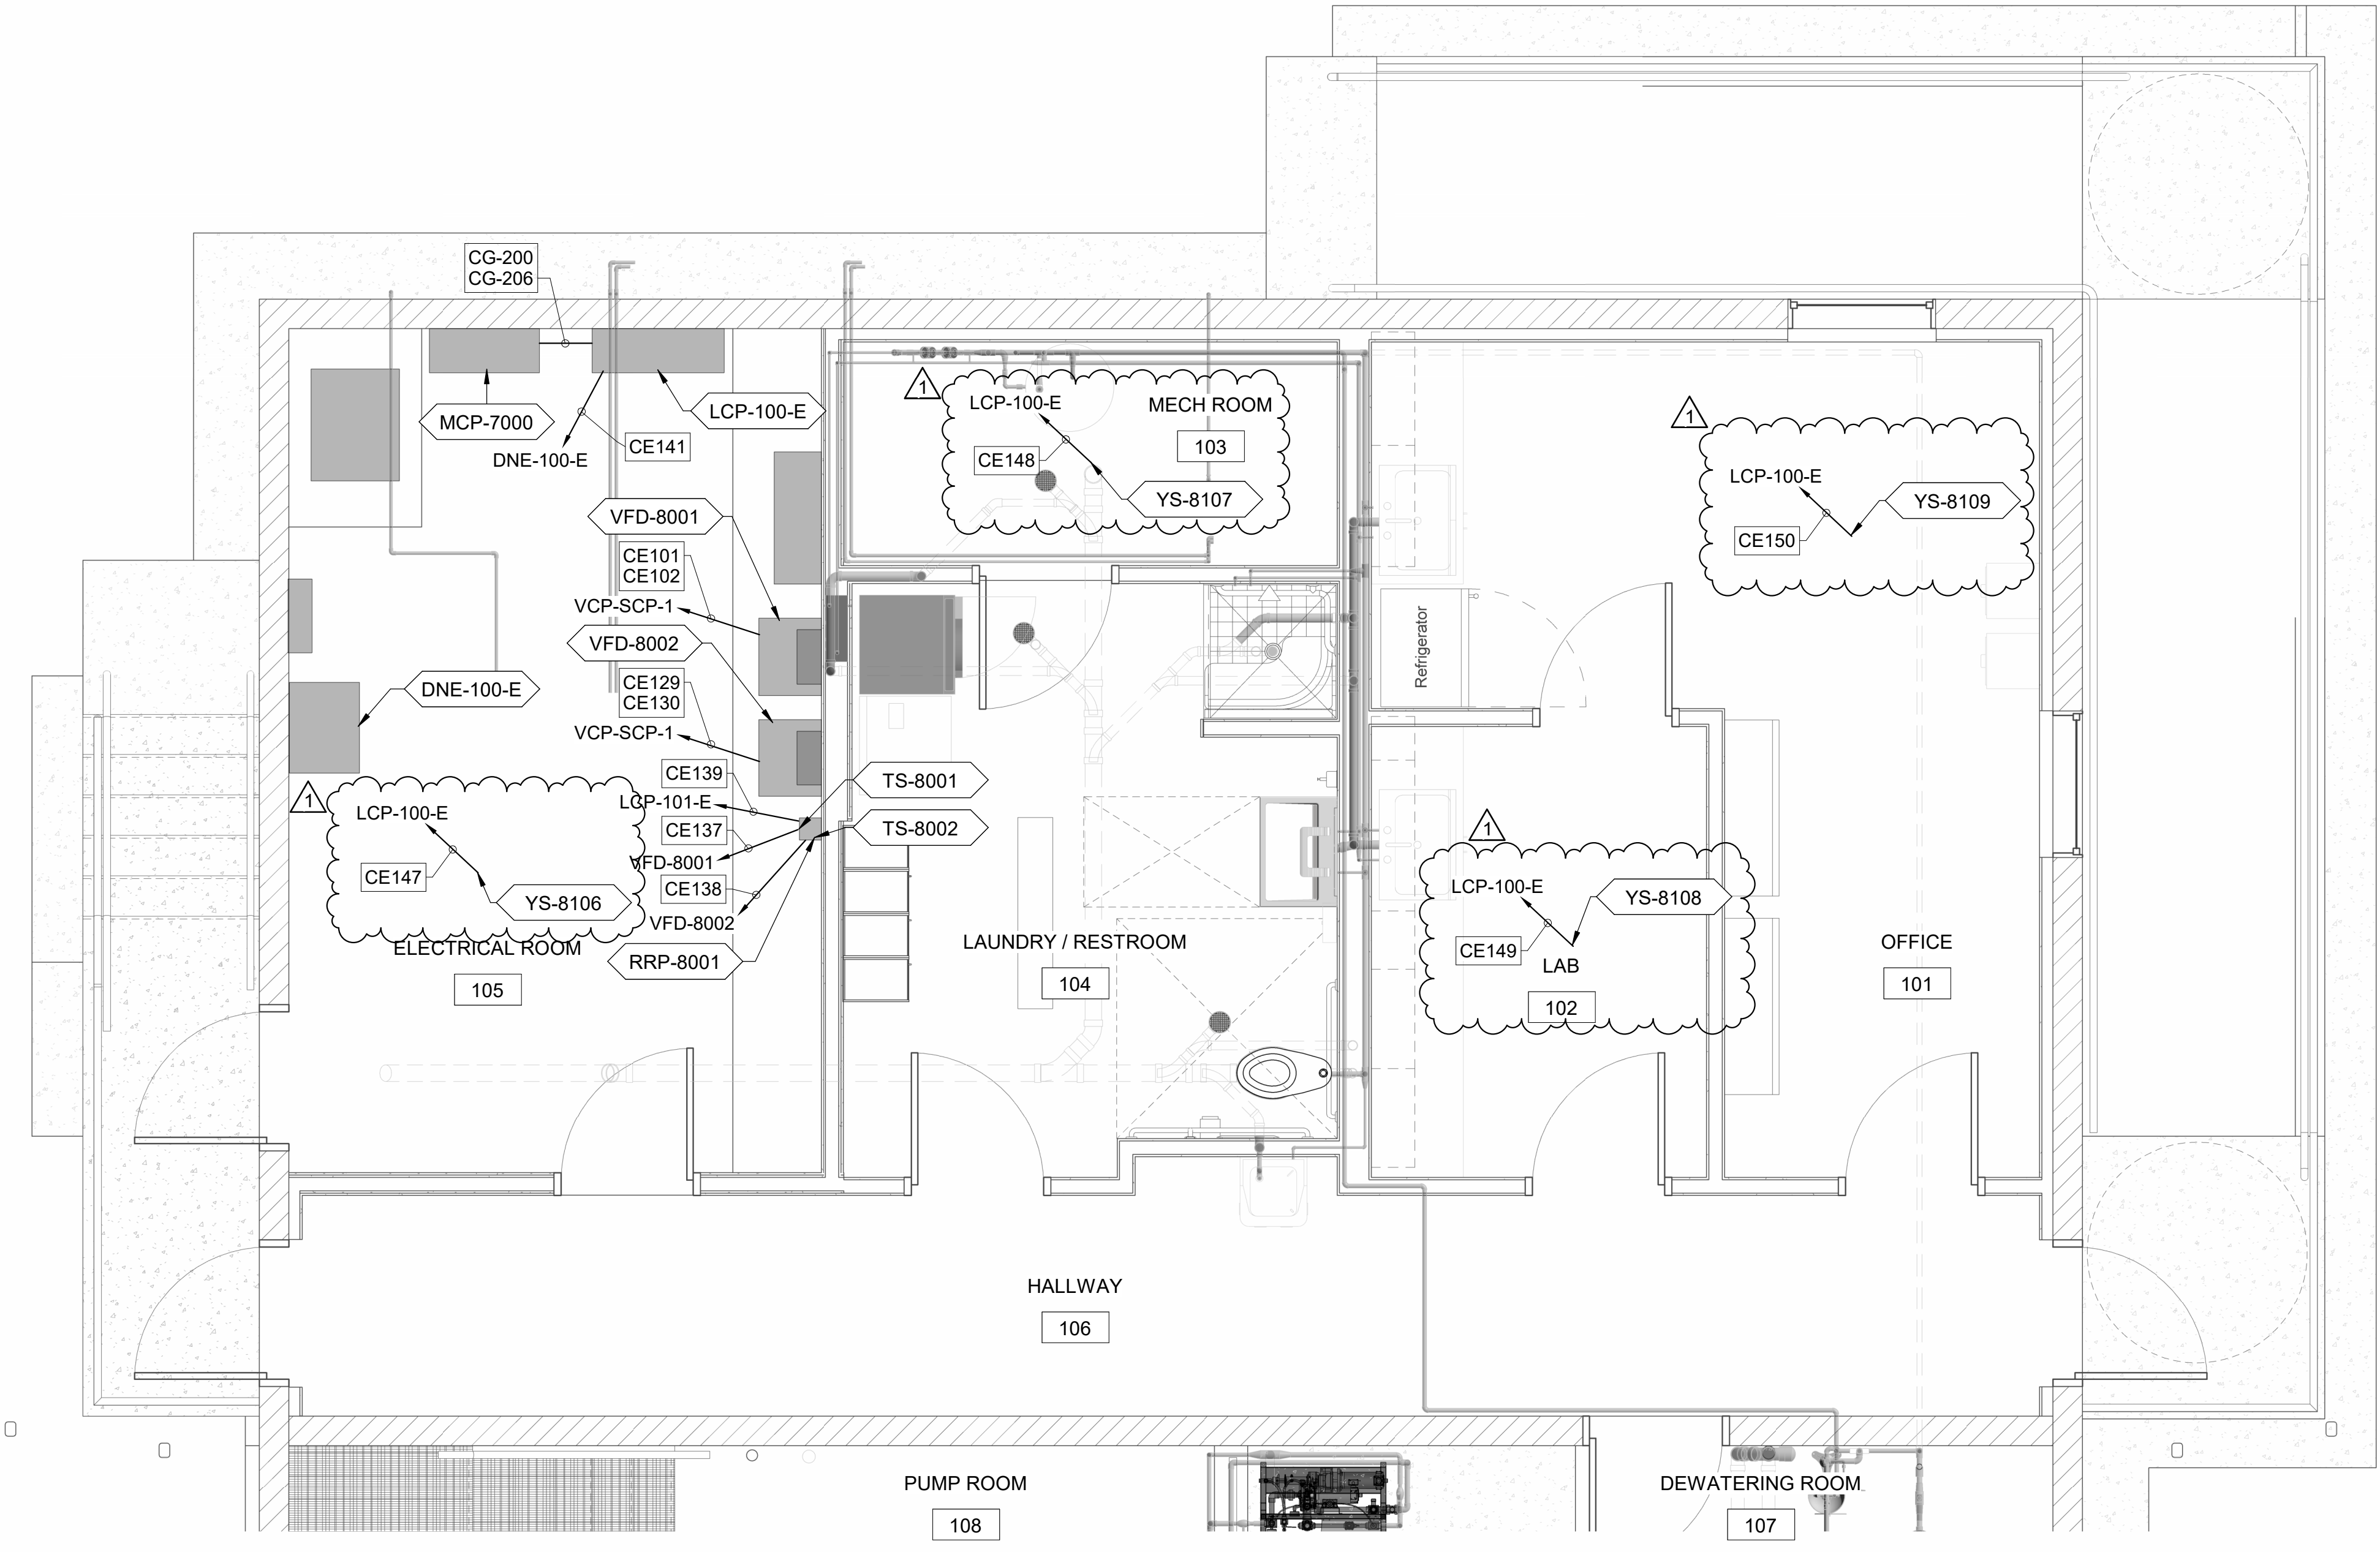 CG-200
CG-206
MCP-7000
LCP-100-E
DNE-100-E
CE141
1
LCP-100-E
MECH ROOM
103
CE148
YS-8107
1
LCP-100-E
YS-8109
CE150
VFD-8001
CE101
CE102
VCP-SCP-1
VFD-8002
CE129
CE130
VCP-SCP-1
DNE-100-E
Refrigerator
CE139
TS-8001
LCP-101-E
CE137
TS-8002
VFD-8001
CE138
VFD-8002
RRP-8001
1
LCP-100-E
CE147
YS-8106
ELECTRICAL ROOM
105
LAUNDRY / RESTROOM
104
1
LCP-100-E
YS-8108
CE149
LAB
102
OFFICE
101
HALLWAY
106
PUMP ROOM
108
DEWATERING ROOM
107